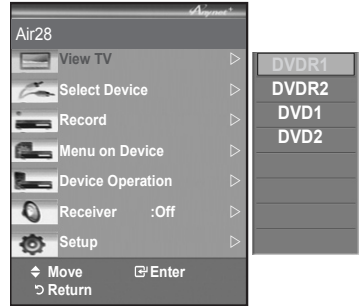 Anynet+
Air28
View TV
Select Device
Record
Menu on Device
Device Operation
Receiver :Off
Setup
Move Enter
Return
DVDR1
DVDR2
DVD1
DVD2